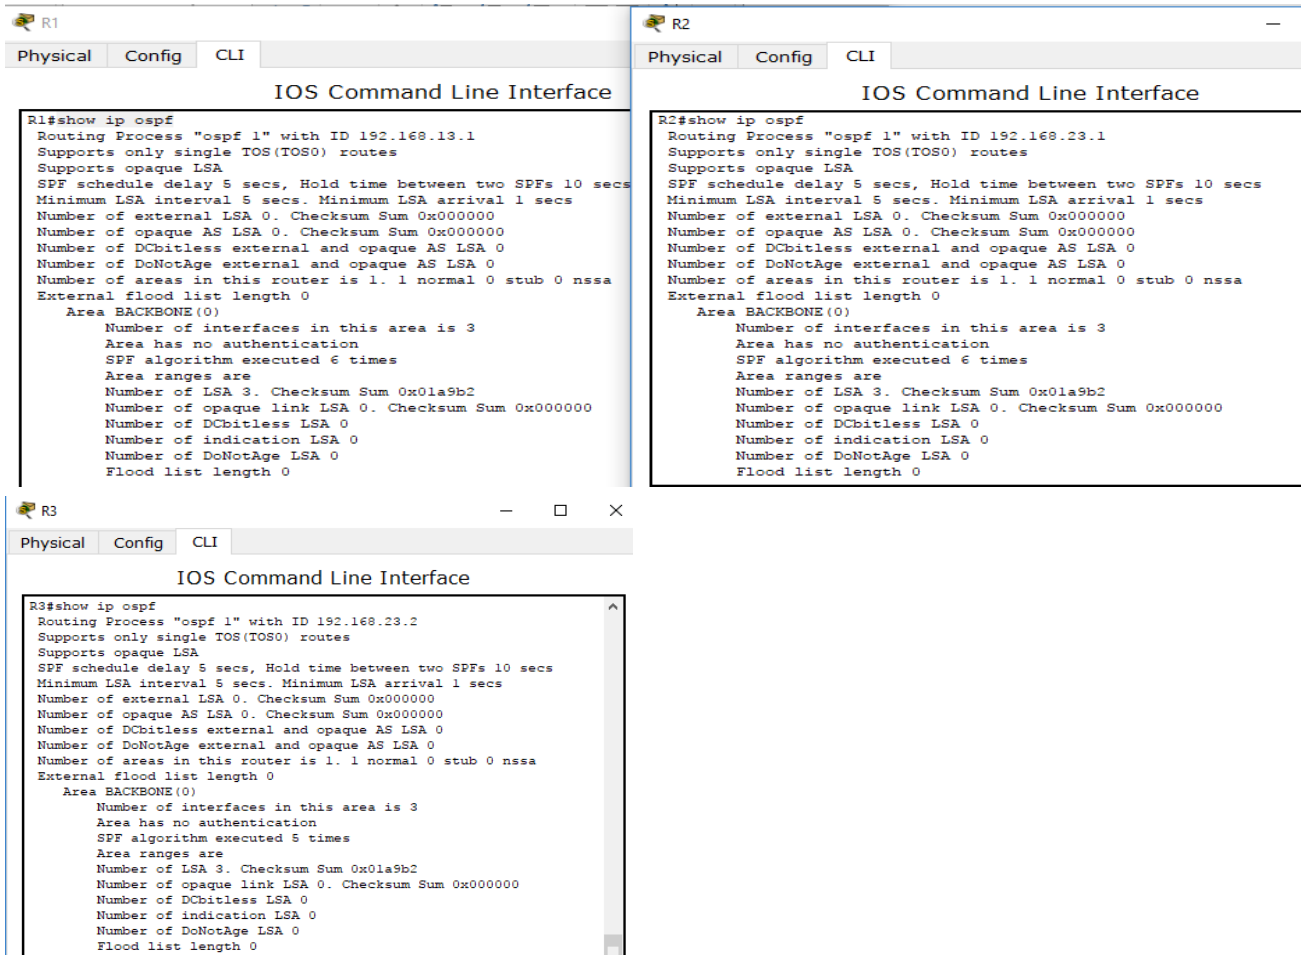 R1
Physical Config CLI
IOS Command Line Interface
R1#show ip ospf
Routing Process "ospf 1" with ID 192.168.13.1
Supports only single TOS(TOS0) routes
Supports opaque LSA
SPF schedule delay 5 secs, Hold time between two SPFs 10 secs
Minimum LSA interval 5 secs. Minimum LSA arrival 1 secs
Number of external LSA 0. Checksum Sum 0x000000
Number of opaque AS LSA 0. Checksum Sum 0x000000
Number of DCbitless external and opaque AS LSA 0
Number of DoNotAge external and opaque AS LSA 0
Number of areas in this router is 1. 1 normal 0 stub 0 nssa
External flood list length 0
Area BACKBONE(0)
Number of interfaces in this area is 3
Area has no authentication
SPF algorithm executed 6 times
Area ranges are
Number of LSA 3. Checksum Sum 0x01a9b2
Number of opaque link LSA 0. Checksum Sum 0x000000
Number of DCbitless LSA 0
Number of indication LSA 0
Number of DoNotAge LSA 0
Flood list length 0
R2
Physical Config CLI
IOS Command Line Interface
R2#show ip ospf
Routing Process "ospf 1" with ID 192.168.23.1
Supports only single TOS(TOS0) routes
Supports opaque LSA
SPF schedule delay 5 secs, Hold time between two SPFs 10 secs
Minimum LSA interval 5 secs. Minimum LSA arrival 1 secs
Number of external LSA 0. Checksum Sum 0x000000
Number of opaque AS LSA 0. Checksum Sum 0x000000
Number of DCbitless external and opaque AS LSA 0
Number of DoNotAge external and opaque AS LSA 0
Number of areas in this router is 1. 1 normal 0 stub 0 nssa
External flood list length 0
Area BACKBONE(0)
Number of interfaces in this area is 3
Area has no authentication
SPF algorithm executed 6 times
Area ranges are
Number of LSA 3. Checksum Sum 0x01a9b2
Number of opaque link LSA 0. Checksum Sum 0x000000
Number of DCbitless LSA 0
Number of indication LSA 0
Number of DoNotAge LSA 0
Flood list length 0
R3
Physical Config CLI
IOS Command Line Interface
R3#show ip ospf
Routing Process "ospf 1" with ID 192.168.23.2
Supports only single TOS(TOS0) routes
Supports opaque LSA
SPF schedule delay 5 secs, Hold time between two SPFs 10 secs
Minimum LSA interval 5 secs. Minimum LSA arrival 1 secs
Number of external LSA 0. Checksum Sum 0x000000
Number of opaque AS LSA 0. Checksum Sum 0x000000
Number of DCbitless external and opaque AS LSA 0
Number of DoNotAge external and opaque AS LSA 0
Number of areas in this router is 1. 1 normal 0 stub 0 nssa
External flood list length 0
Area BACKBONE(0)
Number of interfaces in this area is 3
Area has no authentication
SPF algorithm executed 5 times
Area ranges are
Number of LSA 3. Checksum Sum 0x01a9b2
Number of opaque link LSA 0. Checksum Sum 0x000000
Number of DCbitless LSA 0
Number of indication LSA 0
Number of DoNotAge LSA 0
Flood list length 0